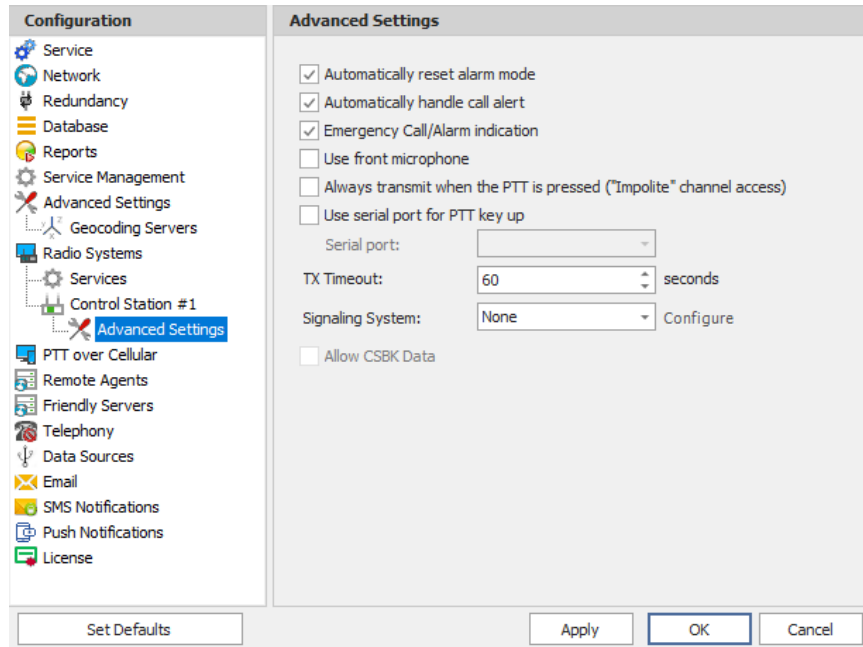 Configuration
Service
Network
Redundancy
Database
Reports
Service Management
Advanced Settings
Geocoding Servers
Radio Systems
Services
Control Station #1
Advanced Settings
PTT over Cellular
Remote Agents
Friendly Servers
Telephony
Data Sources
Email
SMS Notifications
Push Notifications
License
Advanced Settings
Automatically reset alarm mode
Automatically handle call alert
Emergency Call/Alarm indication
Use front microphone
Always transmit when the PTT is pressed ("Impolite" channel access)
Use serial port for PTT key up
Serial port:
TX Timeout: 60 seconds
Signaling System: None Configure
Allow CSBK Data
Set Defaults Apply OK Cancel